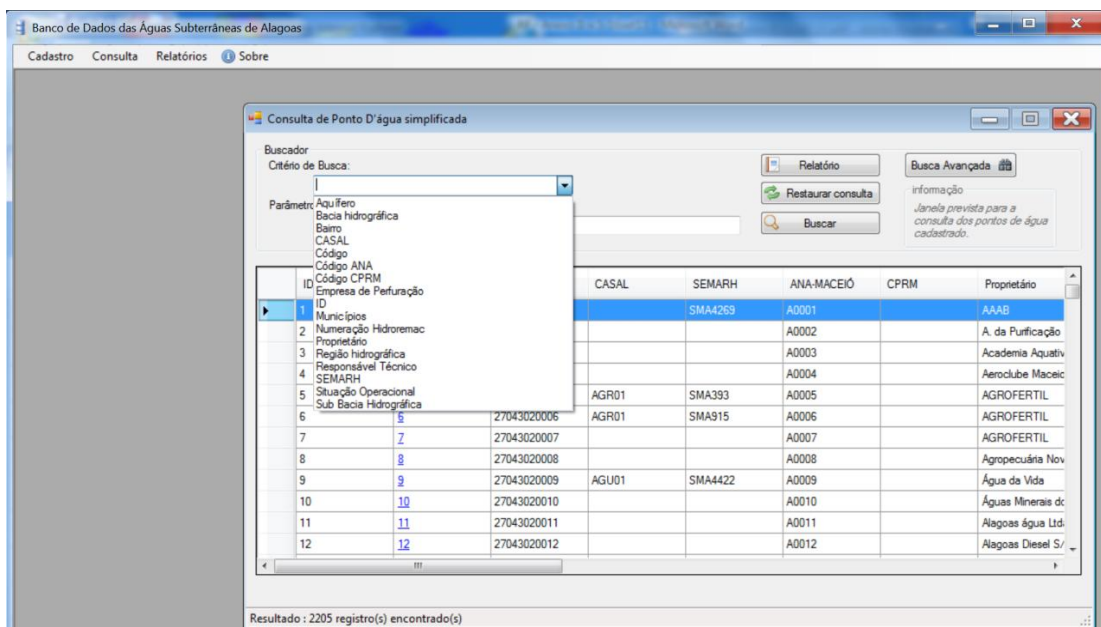 Banco de Dados das Águas Subterrâneas de Alagoas
Cadastro Consulta Relatórios Sobre
Consulta de Ponto D'água simplificada
Buscador
Critério de Busca:
Relatório
Busca Avançada
Restaurar consulta
Buscar
informação
Janela prevista para a
consulta dos pontos de água
cadastrado.
Aquífero
Bacia hidrográfica
Bairro
CASAL
Código
Código ANA
Código CPRM
Empresa de Perfuração
ID
Municípios
Numeração Hidroremac
Proprietário
Região hidrográfica
Responsável Técnico
SEMARH
Situação Operacional
Sub Bacia Hidrográfica
CASAL SEMARH ANA-MACEIÓ CPRM Proprietário
1 SMA4269 A0001 AAAB
2 A0002 A. da Purificação
3 A0003 Academia Aquativ
4 A0004 Aeroclube Maceic
5 AGR01 SMA393 A0005 AGROFERTIL
6 6 27043020006 AGR01 SMA915 A0006 AGROFERTIL
7 7 27043020007 A0007 AGROFERTIL
8 8 27043020008 A0008 Agropecuária Nov
9 9 27043020009 AGU01 SMA4422 A0009 Água da Vida
10 10 27043020010 A0010 Águas Minerais do
11 11 27043020011 A0011 Alagoas água Ltd
12 12 27043020012 A0012 Alagoas Diesel S/
Resultado : 2205 registro(s) encontrado(s)